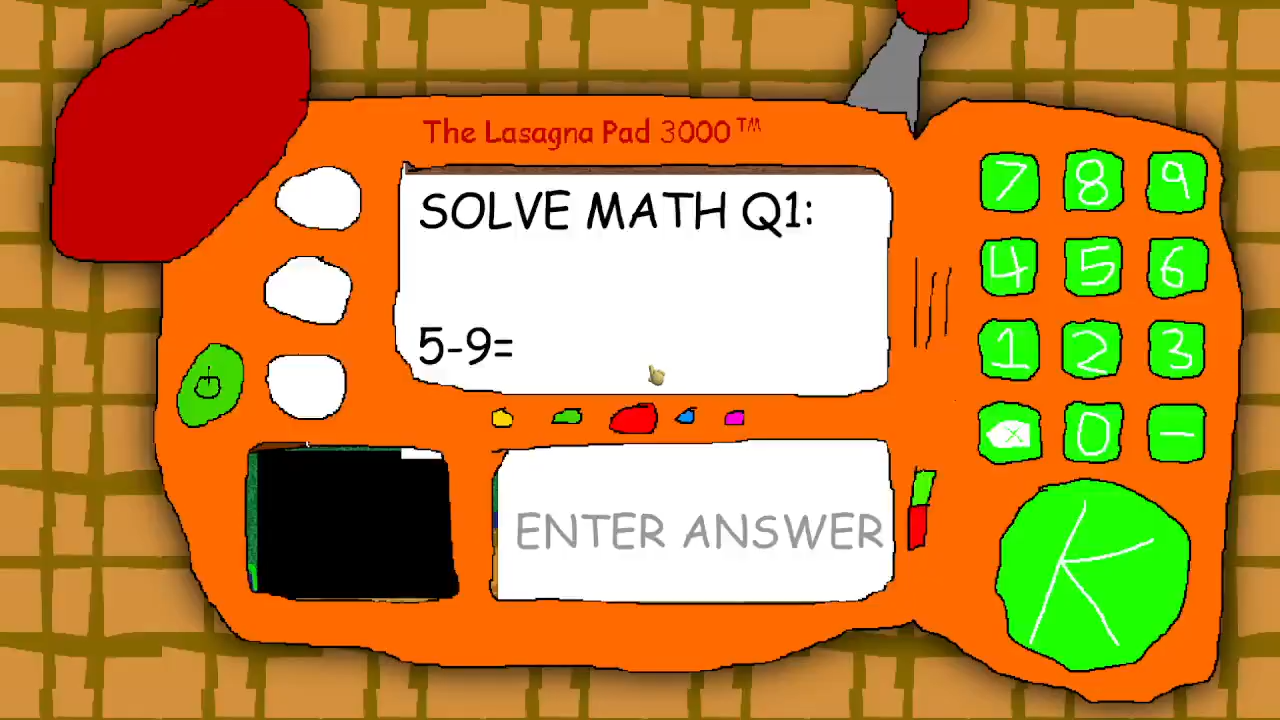 The Lasagna Pad 3000™
SOLVE MATH Q1:
5-9=
ENTER ANSWER
7 8 9
4 5 6
1 2 3
X 0 -
K